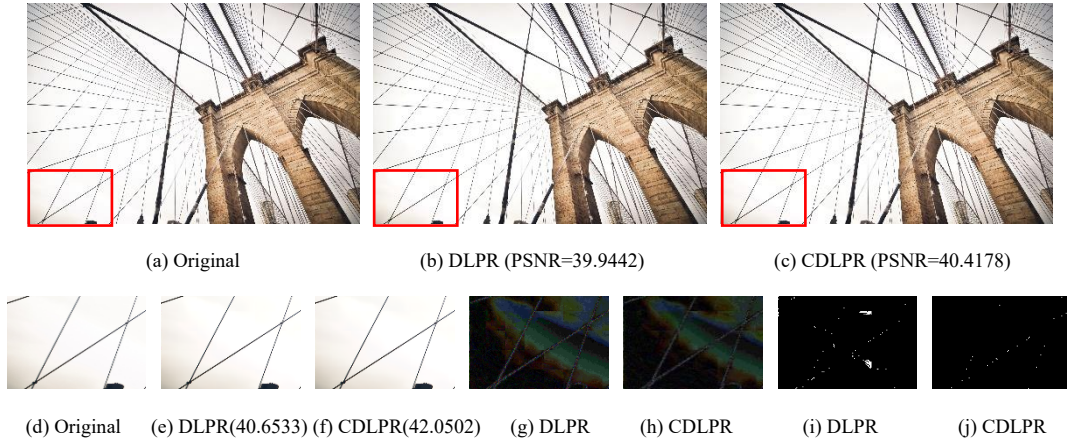 (a) Original
(b) DLPR (PSNR=39.9442)
(c) CDLPR (PSNR=40.4178)
(d) Original
(e) DLPR(40.6533)
(f) CDLPR(42.0502)
(g) DLPR
(h) CDLPR
(i) DLPR
(j) CDLPR